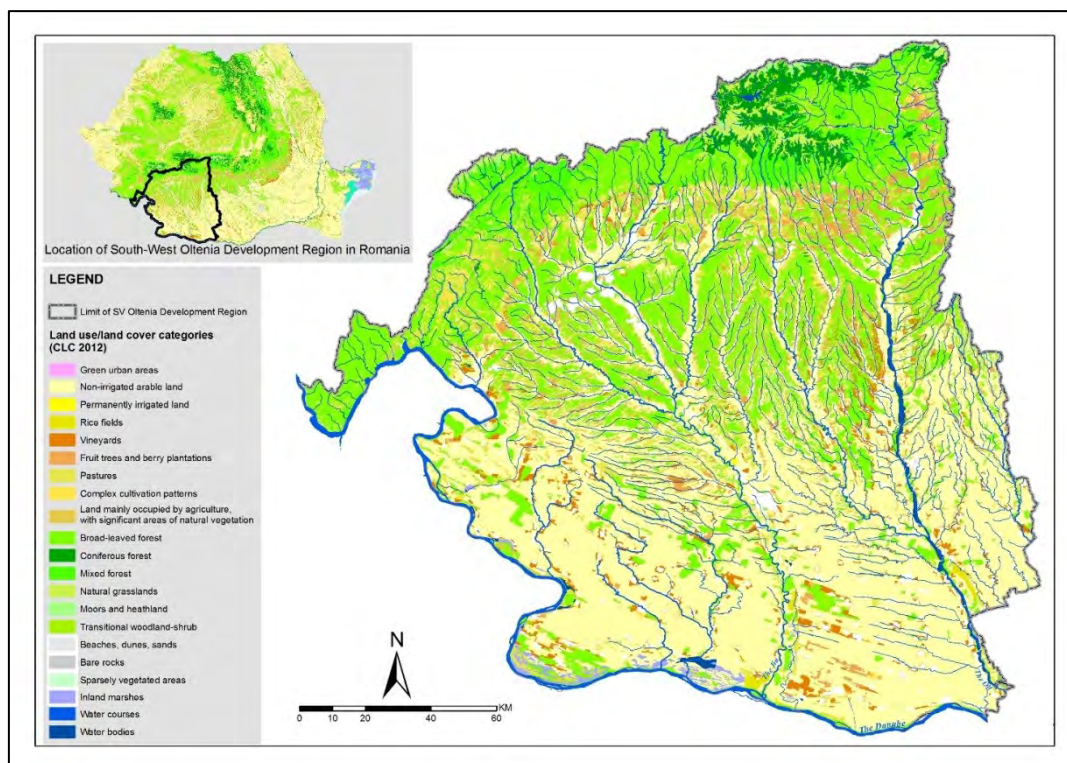 Location of South-West Oltenia Development Region in Romania
LEGEND
Limit of SV Oltenia Development Region
Land use/land cover categories
(CLC 2012)
Green urban areas
Non-irrigated arable land
Permanently irrigated land
Rice fields
Vineyards
Fruit trees and berry plantations
Pastures
Complex cultivation patterns
Land mainly occupied by agriculture,
with significant areas of natural vegetation
Broad-leaved forest
Coniferous forest
Mixed forest
Natural grasslands
Moors and heathland
Transitional woodland-shrub
Beaches, dunes, sands
Bare rocks
Sparsely vegetated areas
Inland marshes
Water courses
Water bodies
N
KM
0 10 20 40 60
The Danube